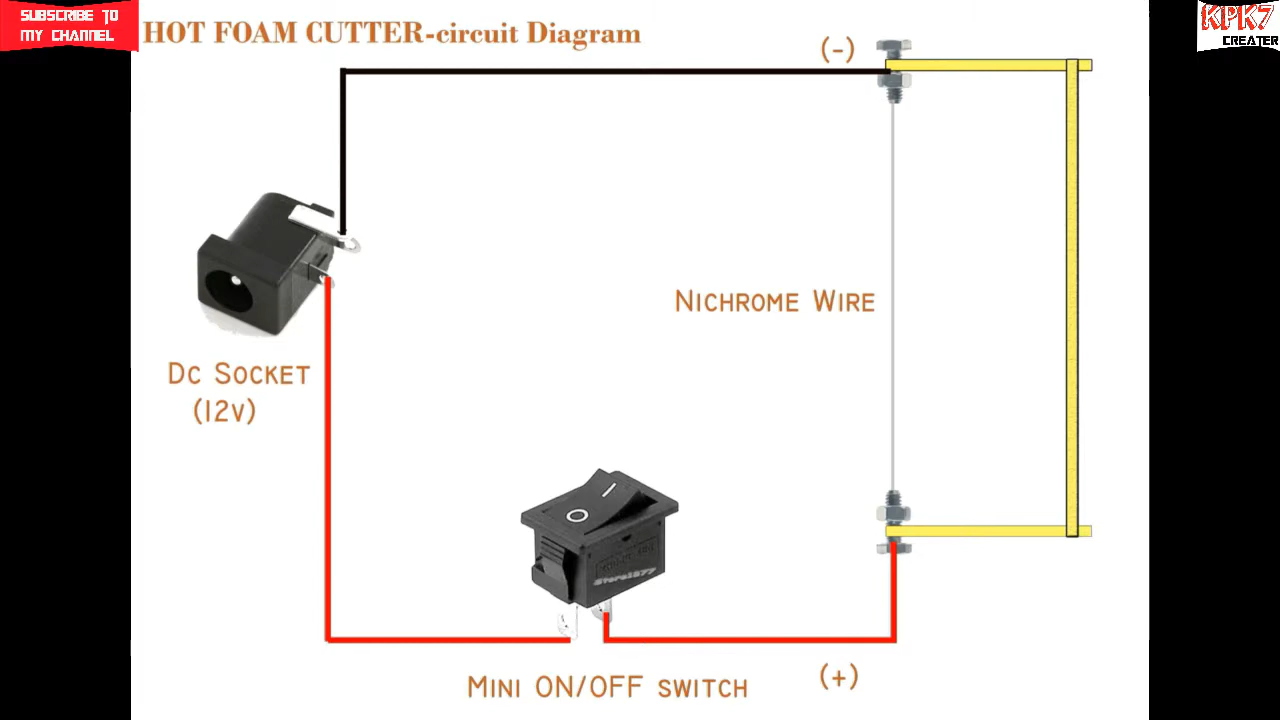 SUBSCRIBE TO
MY CHANNEL
HOT FOAM CUTTER-circuit Diagram
KPK7
CREATER
(-)
NICHROME WIRE
DC SOCKET
(12V)
MINI ON/OFF SWITCH
(+)